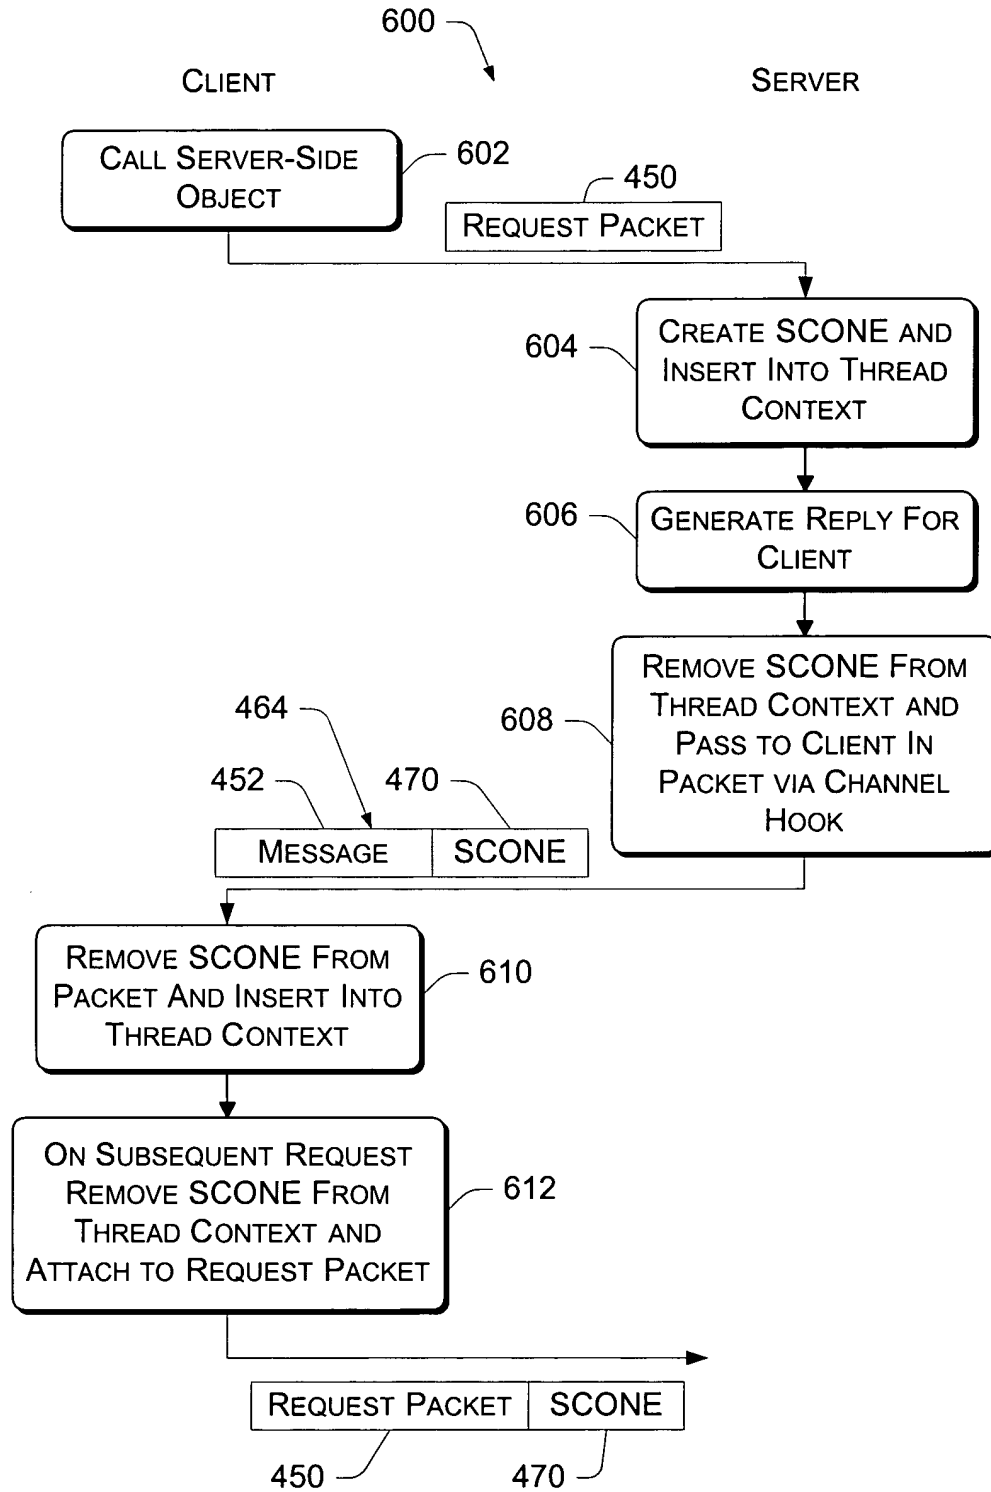 600
CLIENT
SERVER
CALL SERVER-SIDE
OBJECT
602
450
REQUEST PACKET
604
CREATE SCONE AND
INSERT INTO THREAD
CONTEXT
606
GENERATE REPLY FOR
CLIENT
608
REMOVE SCONE FROM
THREAD CONTEXT AND
PASS TO CLIENT IN
PACKET VIA CHANNEL
HOOK
464
452
470
MESSAGE
SCONE
REMOVE SCONE FROM
PACKET AND INSERT INTO
THREAD CONTEXT
610
ON SUBSEQUENT REQUEST
REMOVE SCONE FROM
THREAD CONTEXT AND
ATTACH TO REQUEST PACKET
612
REQUEST PACKET
SCONE
450
470